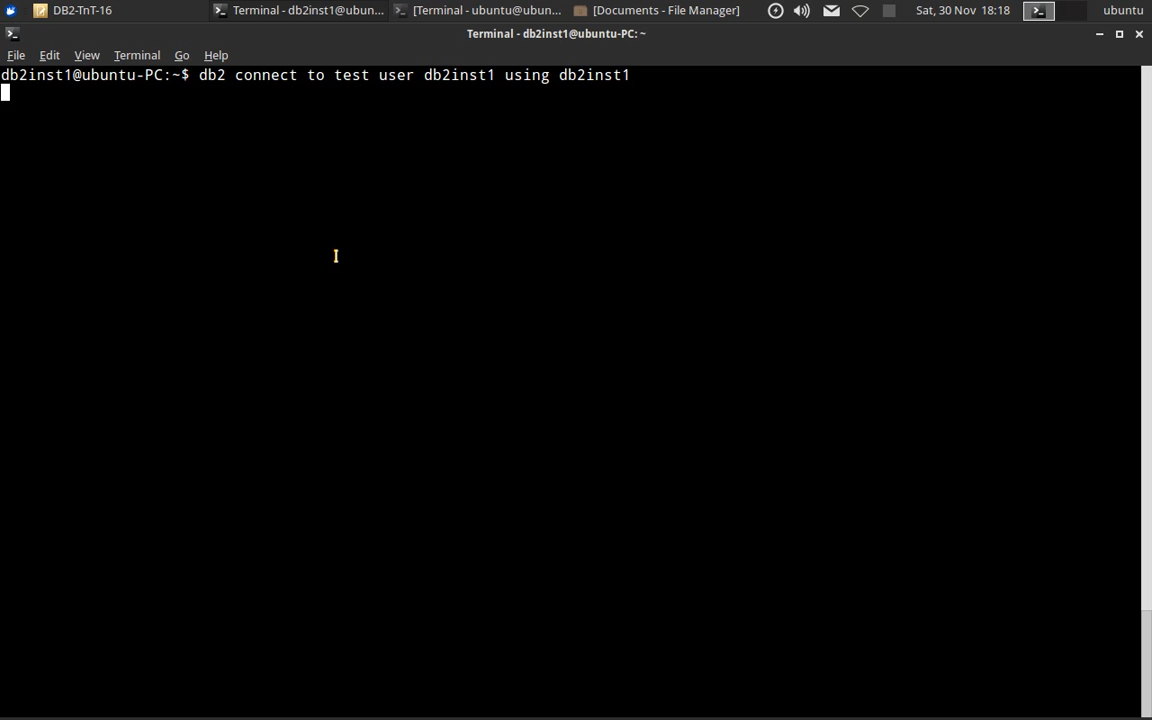 DB2-TnT-16 Terminal - db2inst1@ubun... [Terminal - ubuntu@ubun... [Documents - File Manager] Sat, 30 Nov 18:18 ubuntu
Terminal - db2inst1@ubuntu-PC: ~
File Edit View Terminal Go Help
db2inst1@ubuntu-PC:~$ db2 connect to test user db2inst1 using db2inst1